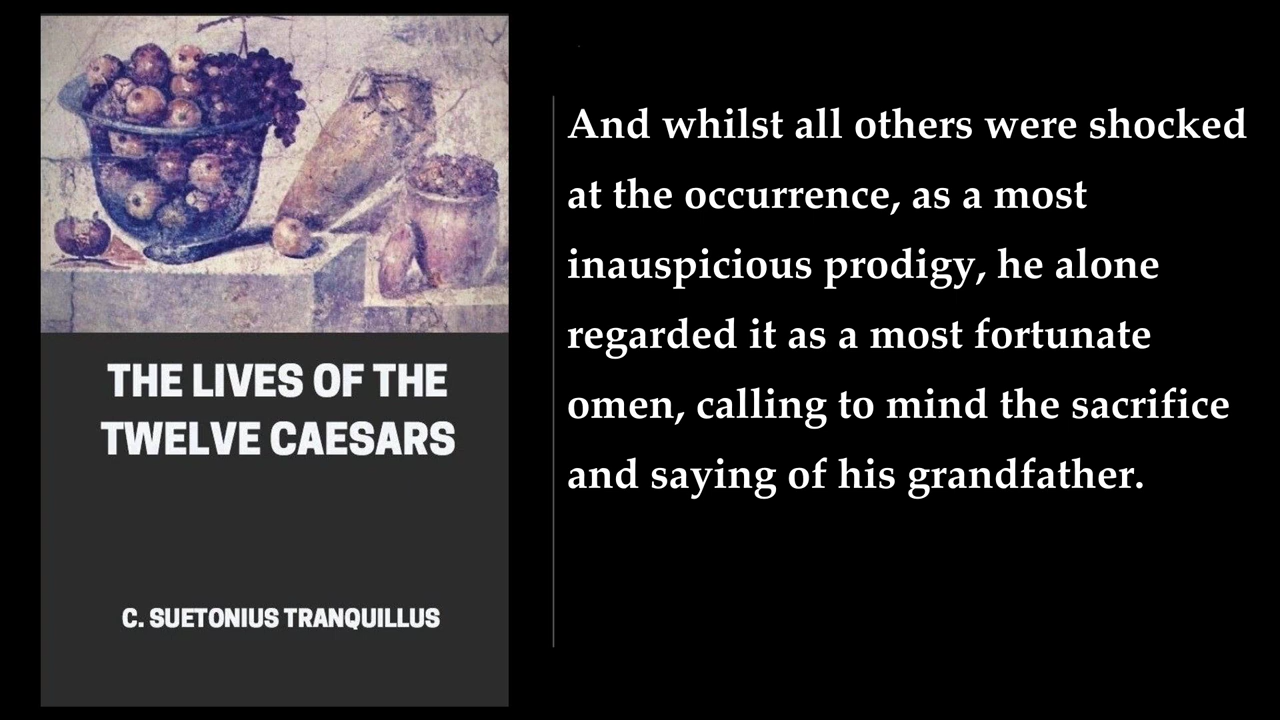 THE LIVES OF THE
TWELVE CAESARS
C. SUETONIUS TRANQUILLUS
And whilst all others were shocked
at the occurrence, as a most
inauspicious prodigy, he alone
regarded it as a most fortunate
omen, calling to mind the sacrifice
and saying of his grandfather.